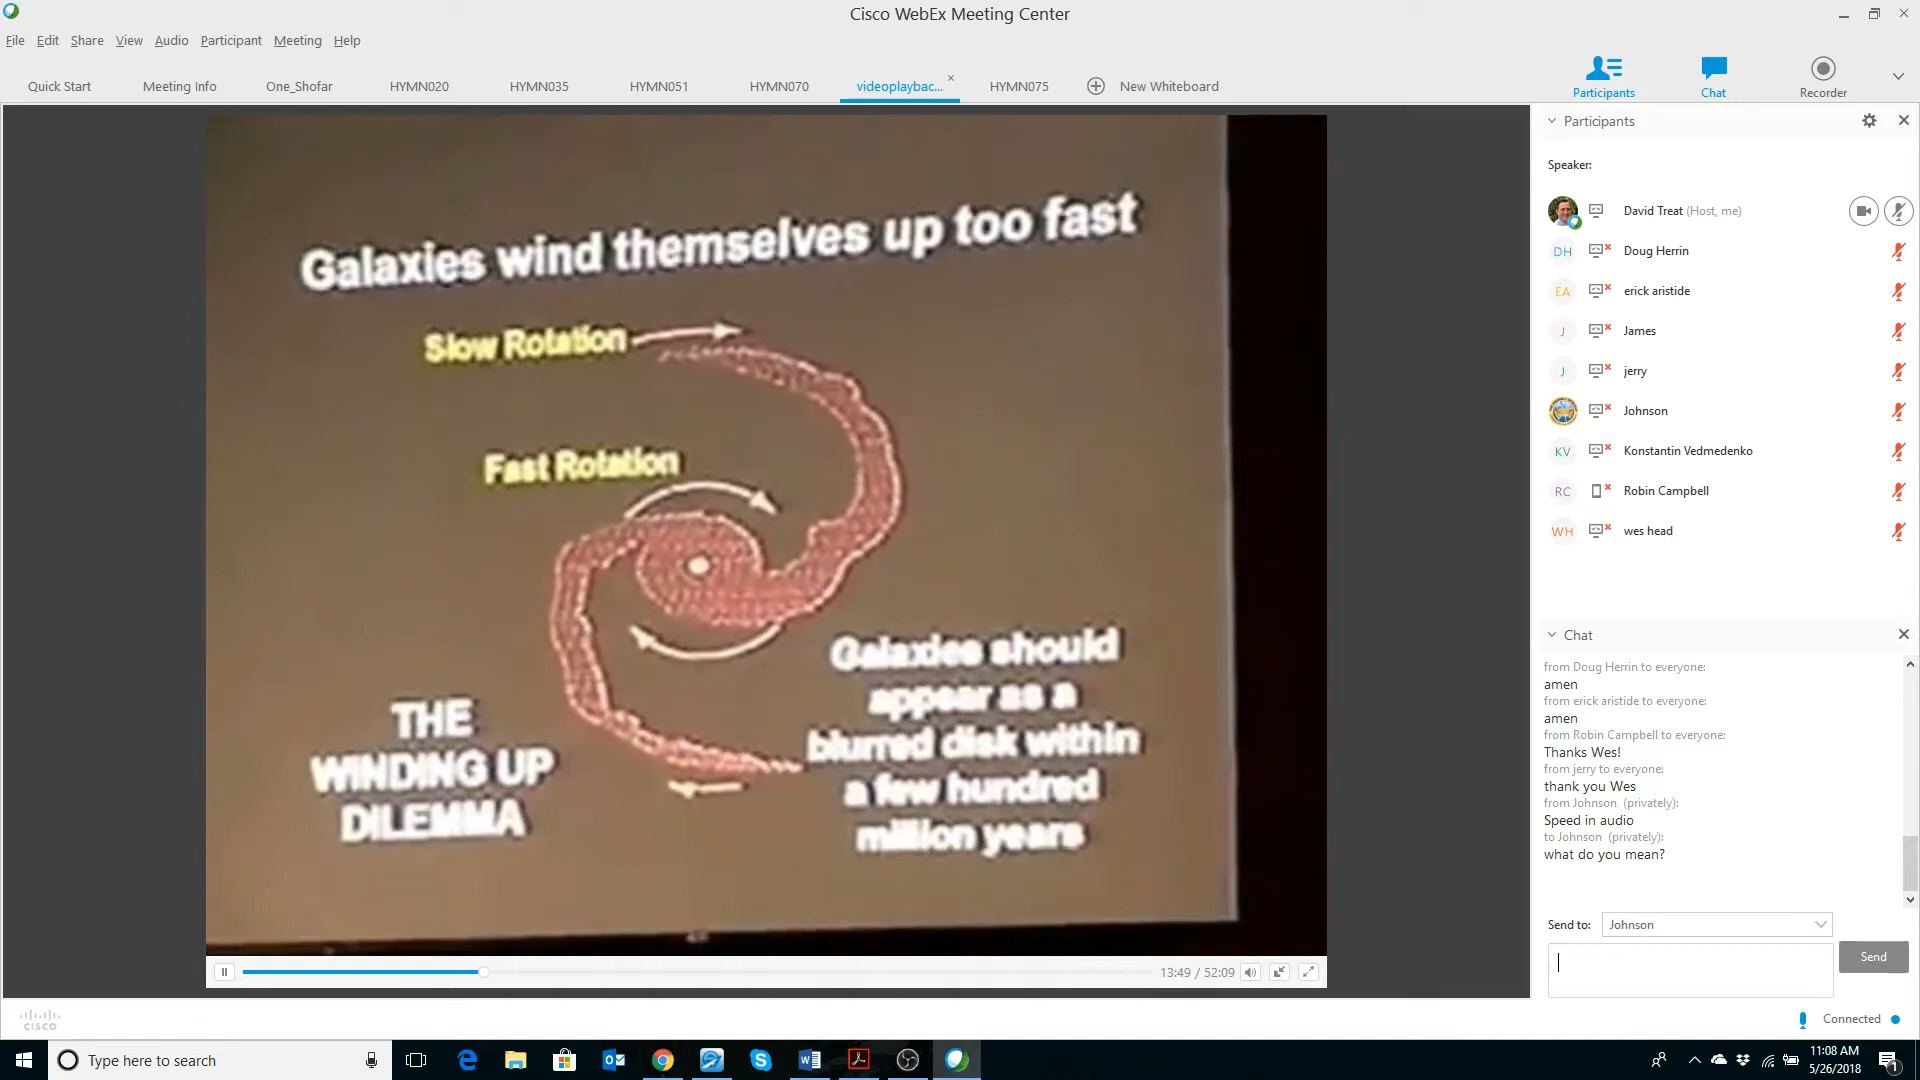 Cisco WebEx Meeting Center
File Edit Share View Audio Participant Meeting Help
Quick Start Meeting Info One_Shofar HYMN020 HYMN035 HYMN051 HYMN070 videoplaybac... HYMN075 New Whiteboard
Participants Chat Recorder
Galaxies wind themselves up too fast
Slow Rotation
Fast Rotation
THE
WINDING UP
DILEMMA
Galaxies should
appear as a
blurred disk within
a few hundred
million years
13:49 / 52:09
Participants
Speaker:
David Treat (Host, me)
DH Doug Herrin
EA erick aristide
J James
J jerry
Johnson
KV Konstantin Vedmedenko
RC Robin Campbell
WH wes head
Chat
from Doug Herrin to everyone:
amen
from erick aristide to everyone:
amen
from Robin Campbell to everyone:
Thanks Wes!
from jerry to everyone:
thank you Wes
from Johnson (privately):
Speed in audio
to Johnson (privately):
what do you mean?
Send to: Johnson
Send
CISCO
Connected
Type here to search
11:08 AM
5/26/2018
1